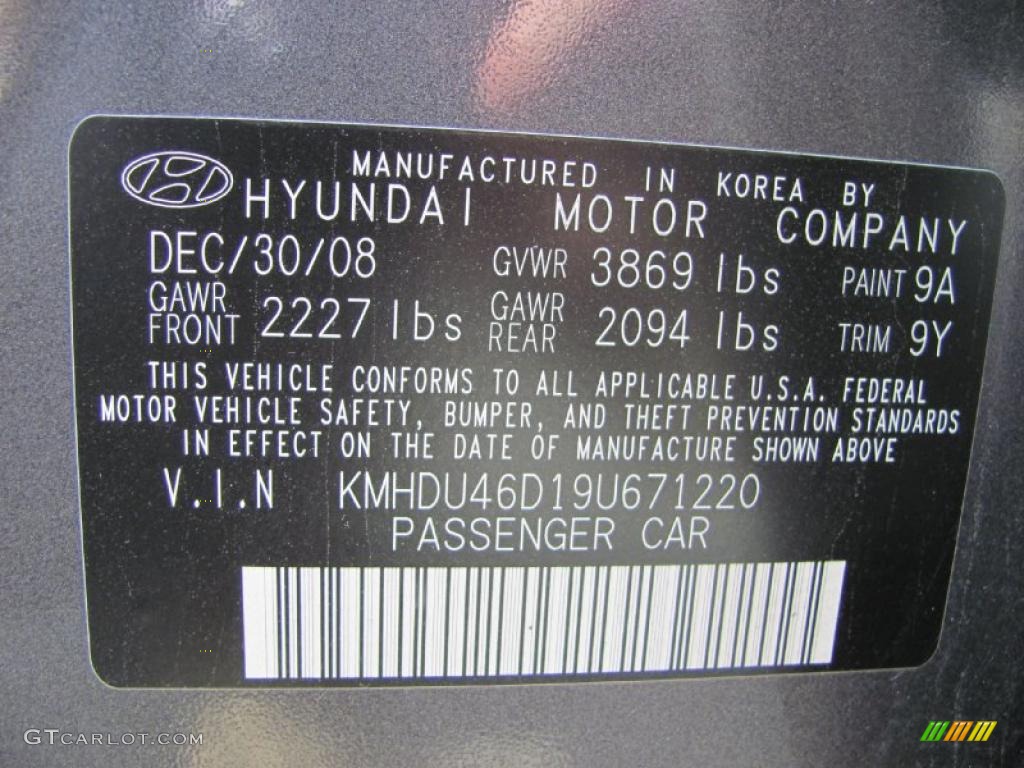 MANUFACTURED IN KOREA BY
HYUNDAI MOTOR COMPANY
DEC/30/08 GVWR 3869 lbs PAINT 9A
GAWR FRONT 2227 lbs GAWR REAR 2094 lbs TRIM 9Y
THIS VEHICLE CONFORMS TO ALL APPLICABLE U.S.A. FEDERAL
MOTOR VEHICLE SAFETY, BUMPER, AND THEFT PREVENTION STANDARDS
IN EFFECT ON THE DATE OF MANUFACTURE SHOWN ABOVE
V.I.N KMHDU46D19U671220
PASSENGER CAR
GTCARLOT.COM